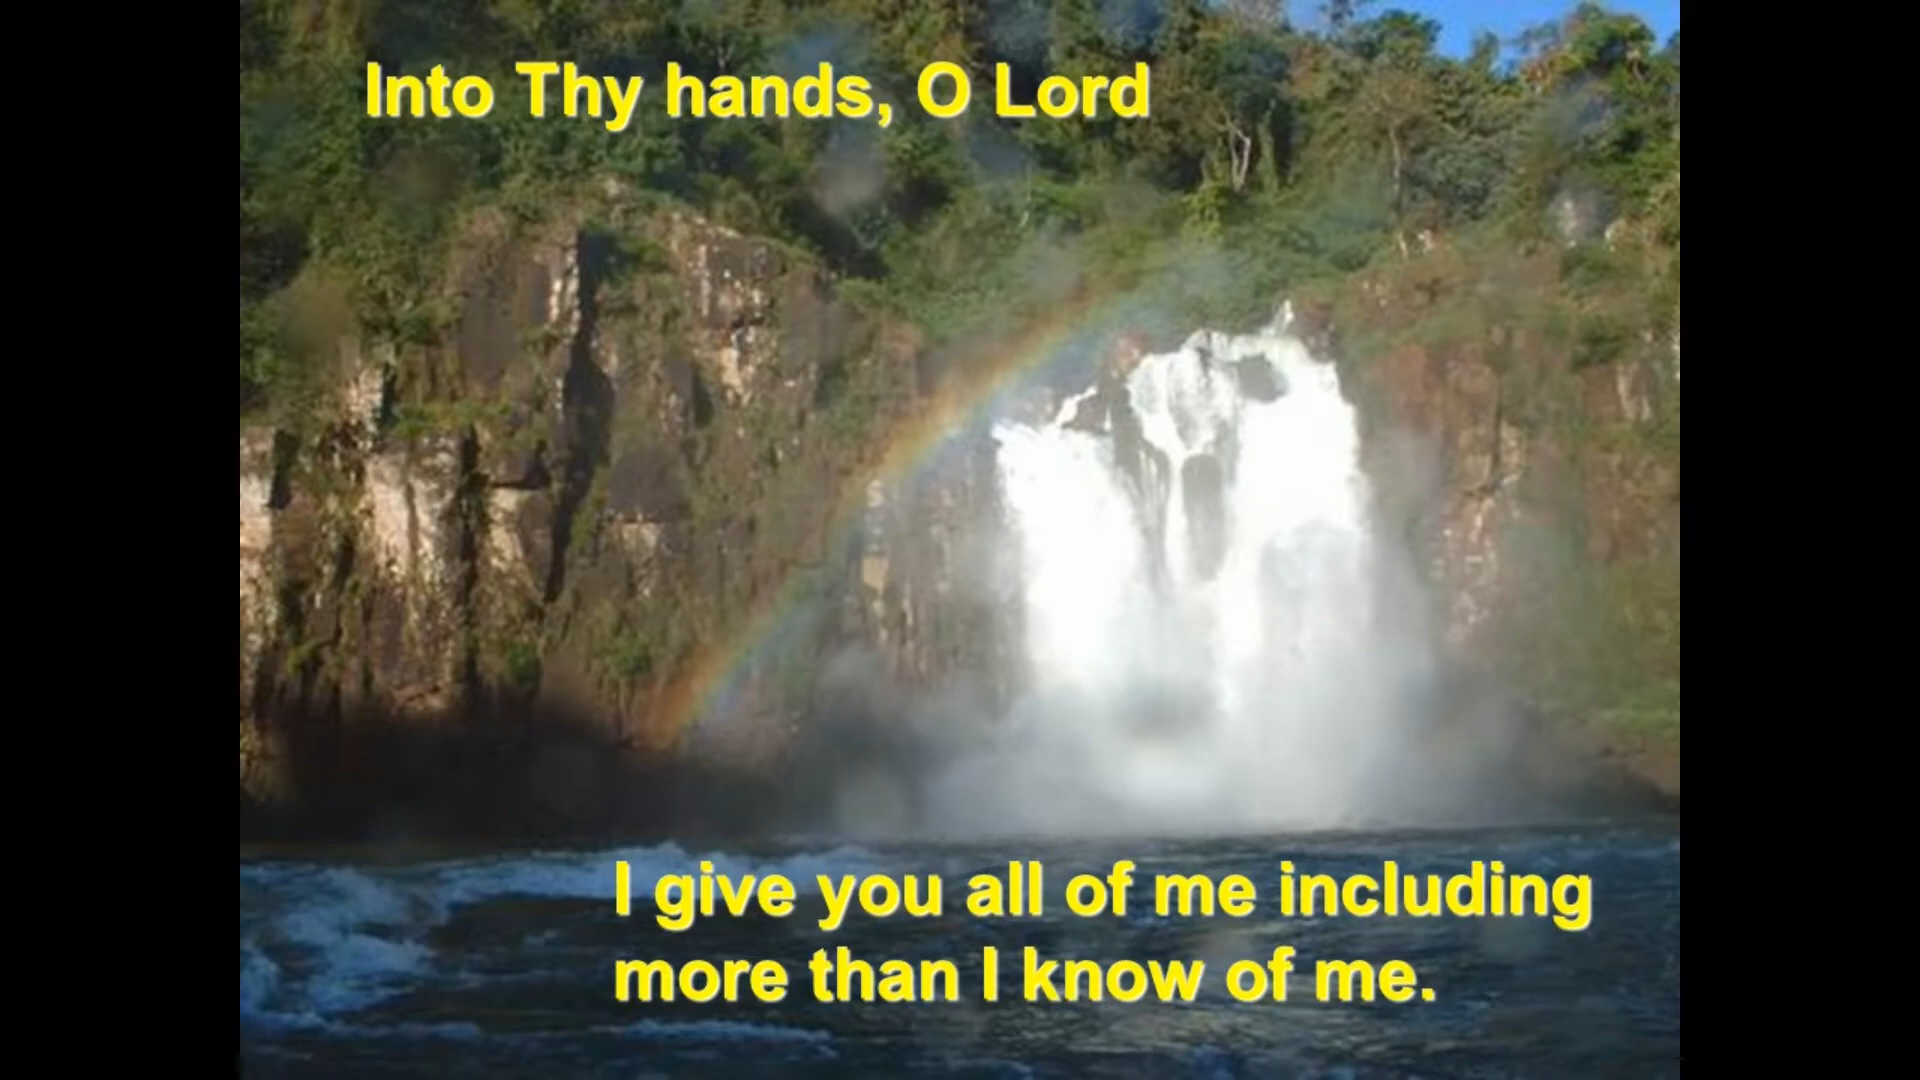 Into Thy hands, O Lord
I give you all of me including
more than I know of me.